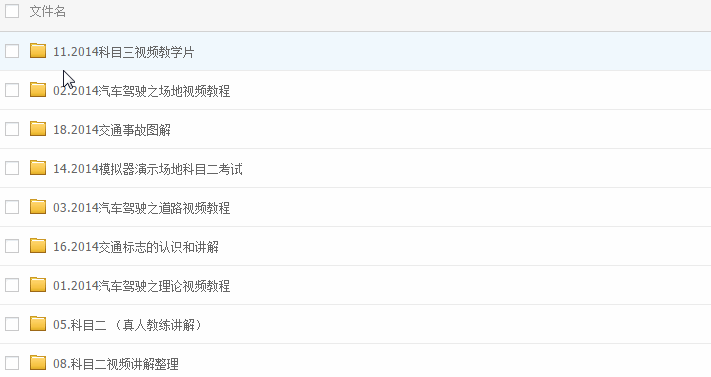 文件名
11.2014科目三视频教学片
02.2014汽车驾驶之场地视频教程
18.2014交通事故图解
14.2014模拟器演示场地科目二考试
03.2014汽车驾驶之道路视频教程
16.2014交通标志的认识和讲解
01.2014汽车驾驶之理论视频教程
05.科目二 （真人教练讲解）
08.科目二视频讲解整理